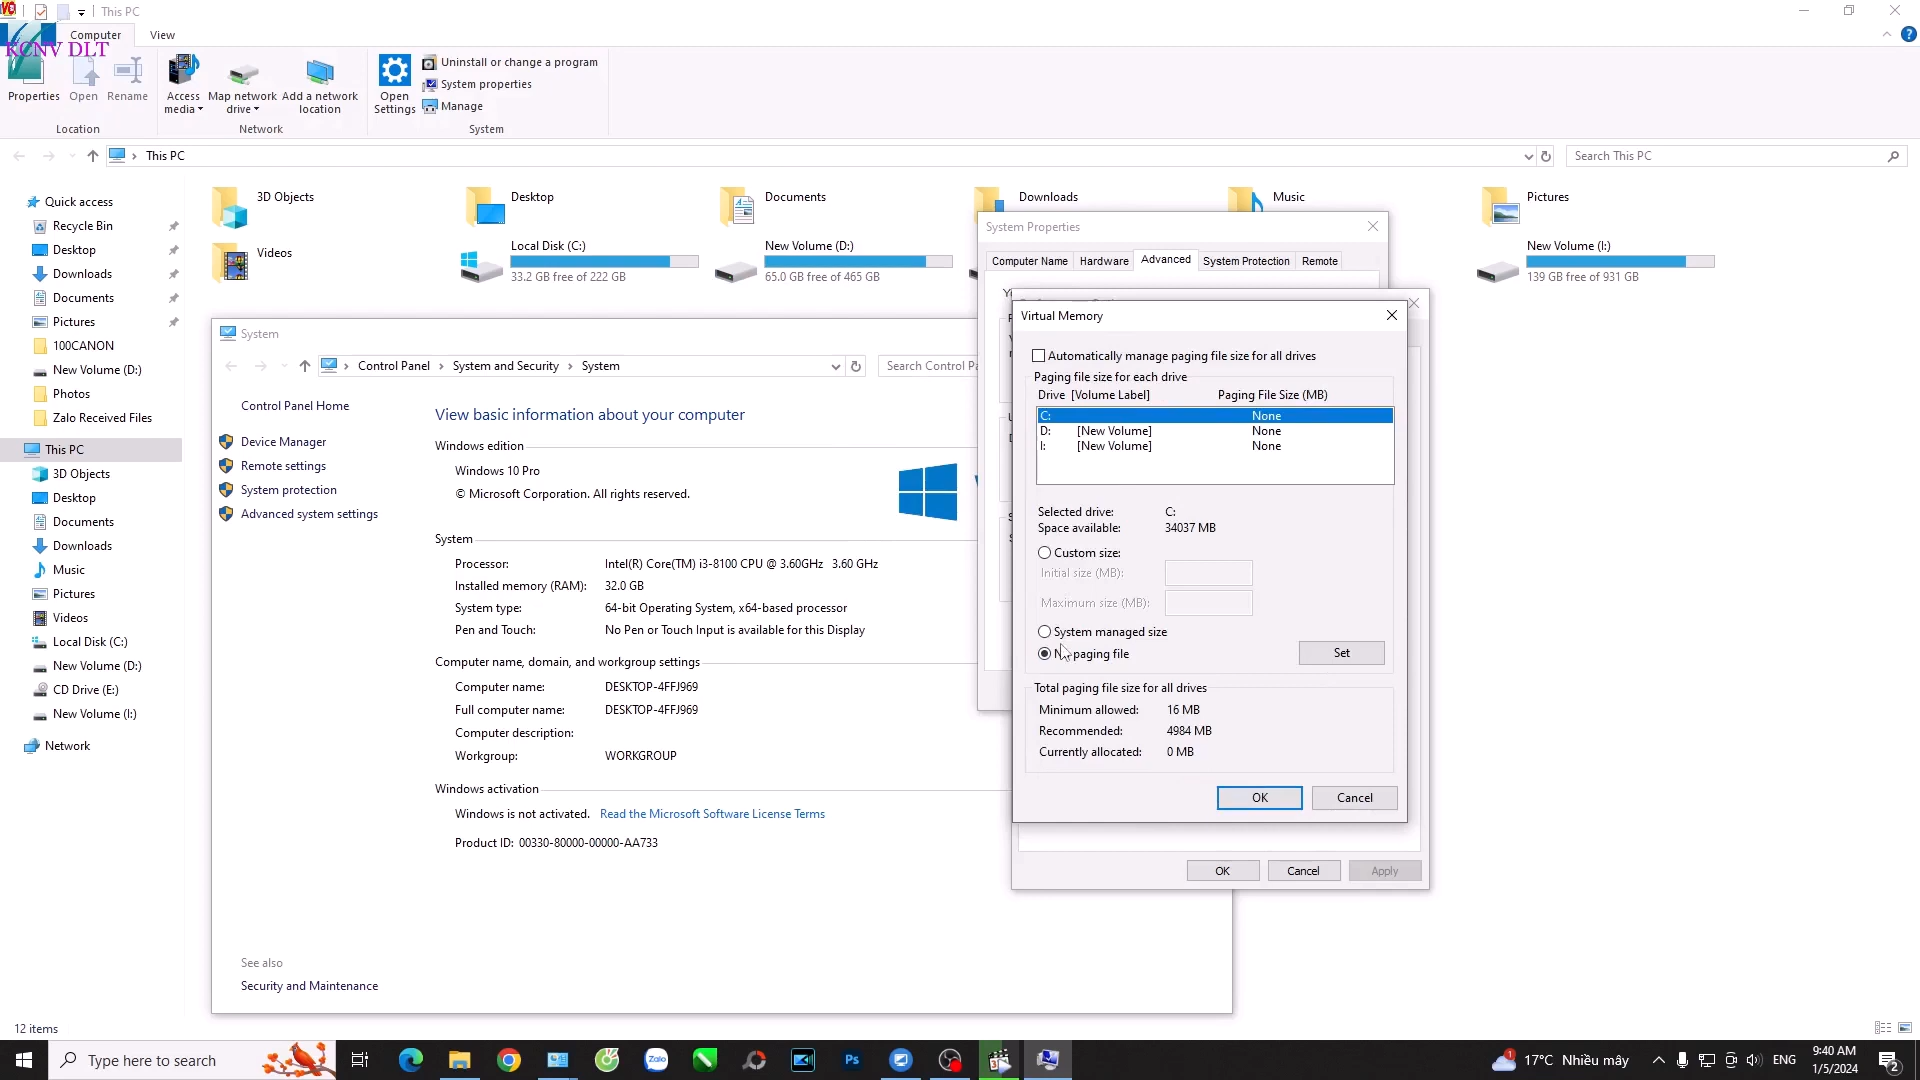 This PC
Computer
View
KCNV DLT
Properties
Open
Rename
Access media
Map network drive
Add a network location
Open Settings
Uninstall or change a program
System properties
Manage
Location
Network
System
This PC
Search This PC
Quick access
Recycle Bin
Desktop
Downloads
Documents
Pictures
100CANON
New Volume (D:)
Photos
Zalo Received Files
This PC
3D Objects
Desktop
Documents
Downloads
Music
Pictures
Videos
Local Disk (C:)
New Volume (D:)
CD Drive (E:)
New Volume (I:)
Network
3D Objects
Desktop
Documents
Downloads
Music
Pictures
Videos
Local Disk (C:)
33.2 GB free of 222 GB
New Volume (D:)
65.0 GB free of 465 GB
New Volume (I:)
139 GB free of 931 GB
System
Control Panel
System and Security
System
Search Control Pa
Control Panel Home
Device Manager
Remote settings
System protection
Advanced system settings
View basic information about your computer
Windows edition
Windows 10 Pro
© Microsoft Corporation. All rights reserved.
System
Processor: Intel(R) Core(TM) i3-8100 CPU @ 3.60GHz 3.60 GHz
Installed memory (RAM): 32.0 GB
System type: 64-bit Operating System, x64-based processor
Pen and Touch: No Pen or Touch Input is available for this Display
Computer name, domain, and workgroup settings
Computer name: DESKTOP-4FFJ969
Full computer name: DESKTOP-4FFJ969
Computer description:
Workgroup: WORKGROUP
Windows activation
Windows is not activated. Read the Microsoft Software License Terms
Product ID: 00330-80000-00000-AA733
See also
Security and Maintenance
System Properties
Computer Name
Hardware
Advanced
System Protection
Remote
Virtual Memory
Automatically manage paging file size for all drives
Paging file size for each drive
Drive [Volume Label] Paging File Size (MB)
C: None
D: [New Volume] None
I: [New Volume] None
Selected drive: C:
Space available: 34037 MB
Custom size:
Initial size (MB):
Maximum size (MB):
System managed size
paging file
Set
Total paging file size for all drives
Minimum allowed: 16 MB
Recommended: 4984 MB
Currently allocated: 0 MB
OK
Cancel
OK
Cancel
Apply
12 items
Type here to search
Zalo
Ps
1
17°C Nhiều mây
ENG
9:40 AM
1/5/2024
2